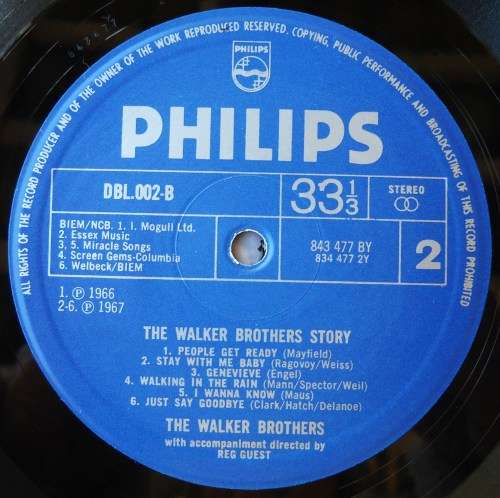 ALL RIGHTS OF THE RECORD PRODUCER AND OF THE OWNER OF THE WORK REPRODUCED RESERVED. COPYING, PUBLIC PERFORMANCE AND BROADCASTING OF THIS RECORD PROHIBITED
PHILIPS
PHILIPS
DBL.002-B
33 1/3
STEREO
BIEM/NCB. 1. I. Mogull Ltd.
2. Essex Music
3, 5. Miracle Songs
4. Screen Gems-Columbia
6. Welbeck/BIEM
843 477 BY
834 477 2Y
2
1. Ⓟ 1966
2-6. Ⓟ 1967
THE WALKER BROTHERS STORY
1. PEOPLE GET READY (Mayfield)
2. STAY WITH ME BABY (Ragovoy/Weiss)
3. GENEVIEVE (Engel)
4. WALKING IN THE RAIN (Mann/Spector/Weil)
5. I WANNA KNOW (Maus)
6. JUST SAY GOODBYE (Clark/Hatch/Delanoe)
THE WALKER BROTHERS
with accompaniment directed by
REG GUEST